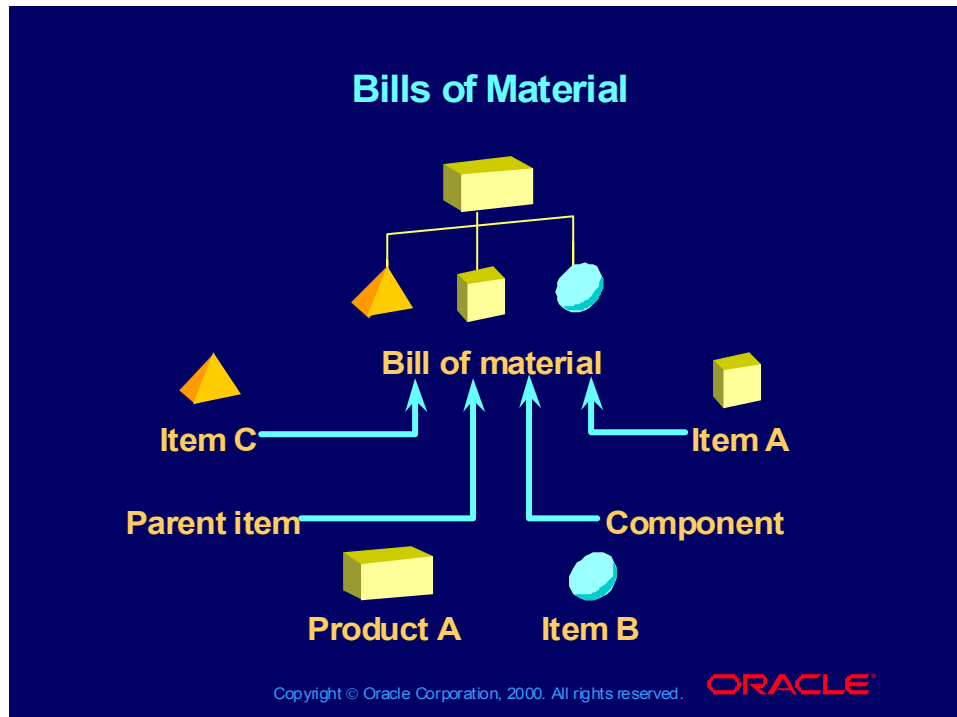 Bills of Material
Bill of material
Item C
Item A
Parent item
Component
Product A
Item B
Copyright © Oracle Corporation, 2000. All rights reserved.
ORACLE®